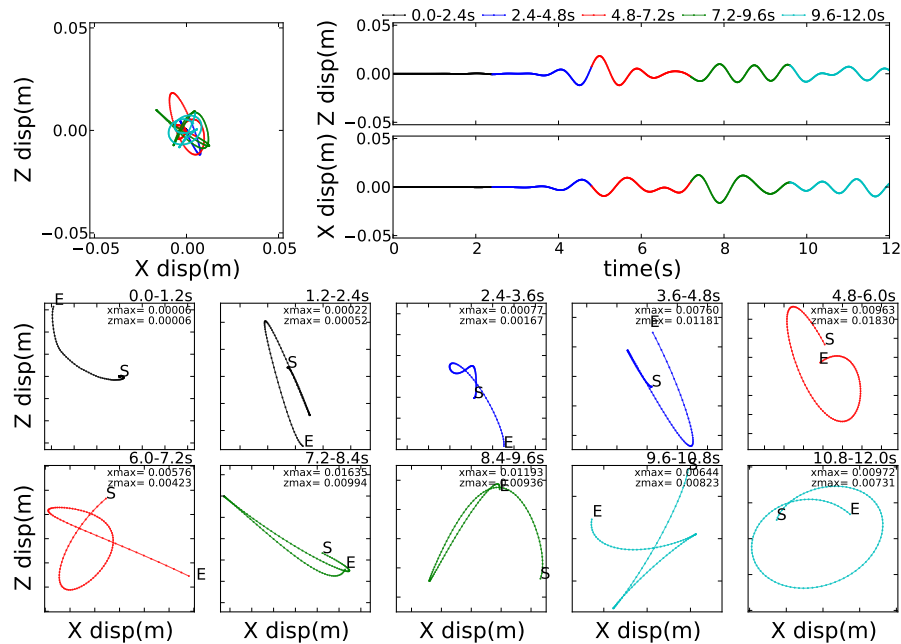 0.0-2.4s 2.4-4.8s 4.8-7.2s 7.2-9.6s 9.6-12.0s
0.05
0.00
−0.05
Z disp(m)
−0.05 0.00 0.05
X disp(m)
0.05
0.00
−0.05
Z disp(m)
0.05
0.00
−0.05
X disp(m)
0 2 4 6 8 10 12
time(s)
0.0-1.2s
xmax= 0.00006
zmax= 0.00006
E
S
Z disp(m)
1.2-2.4s
xmax= 0.00022
zmax= 0.00052
S
E
2.4-3.6s
xmax= 0.00077
zmax= 0.00167
S
E
3.6-4.8s
xmax= 0.00760
zmax= 0.01181
E
S
4.8-6.0s
xmax= 0.00963
zmax= 0.01830
S
E
6.0-7.2s
xmax= 0.00576
zmax= 0.00423
S
E
Z disp(m)
X disp(m)
7.2-8.4s
xmax= 0.01635
zmax= 0.00994
S
E
X disp(m)
8.4-9.6s
xmax= 0.01193
zmax= 0.00936
E
S
X disp(m)
9.6-10.8s
xmax= 0.00644
zmax= 0.00823
S
E
X disp(m)
10.8-12.0s
xmax= 0.00972
zmax= 0.00731
S
E
X disp(m)